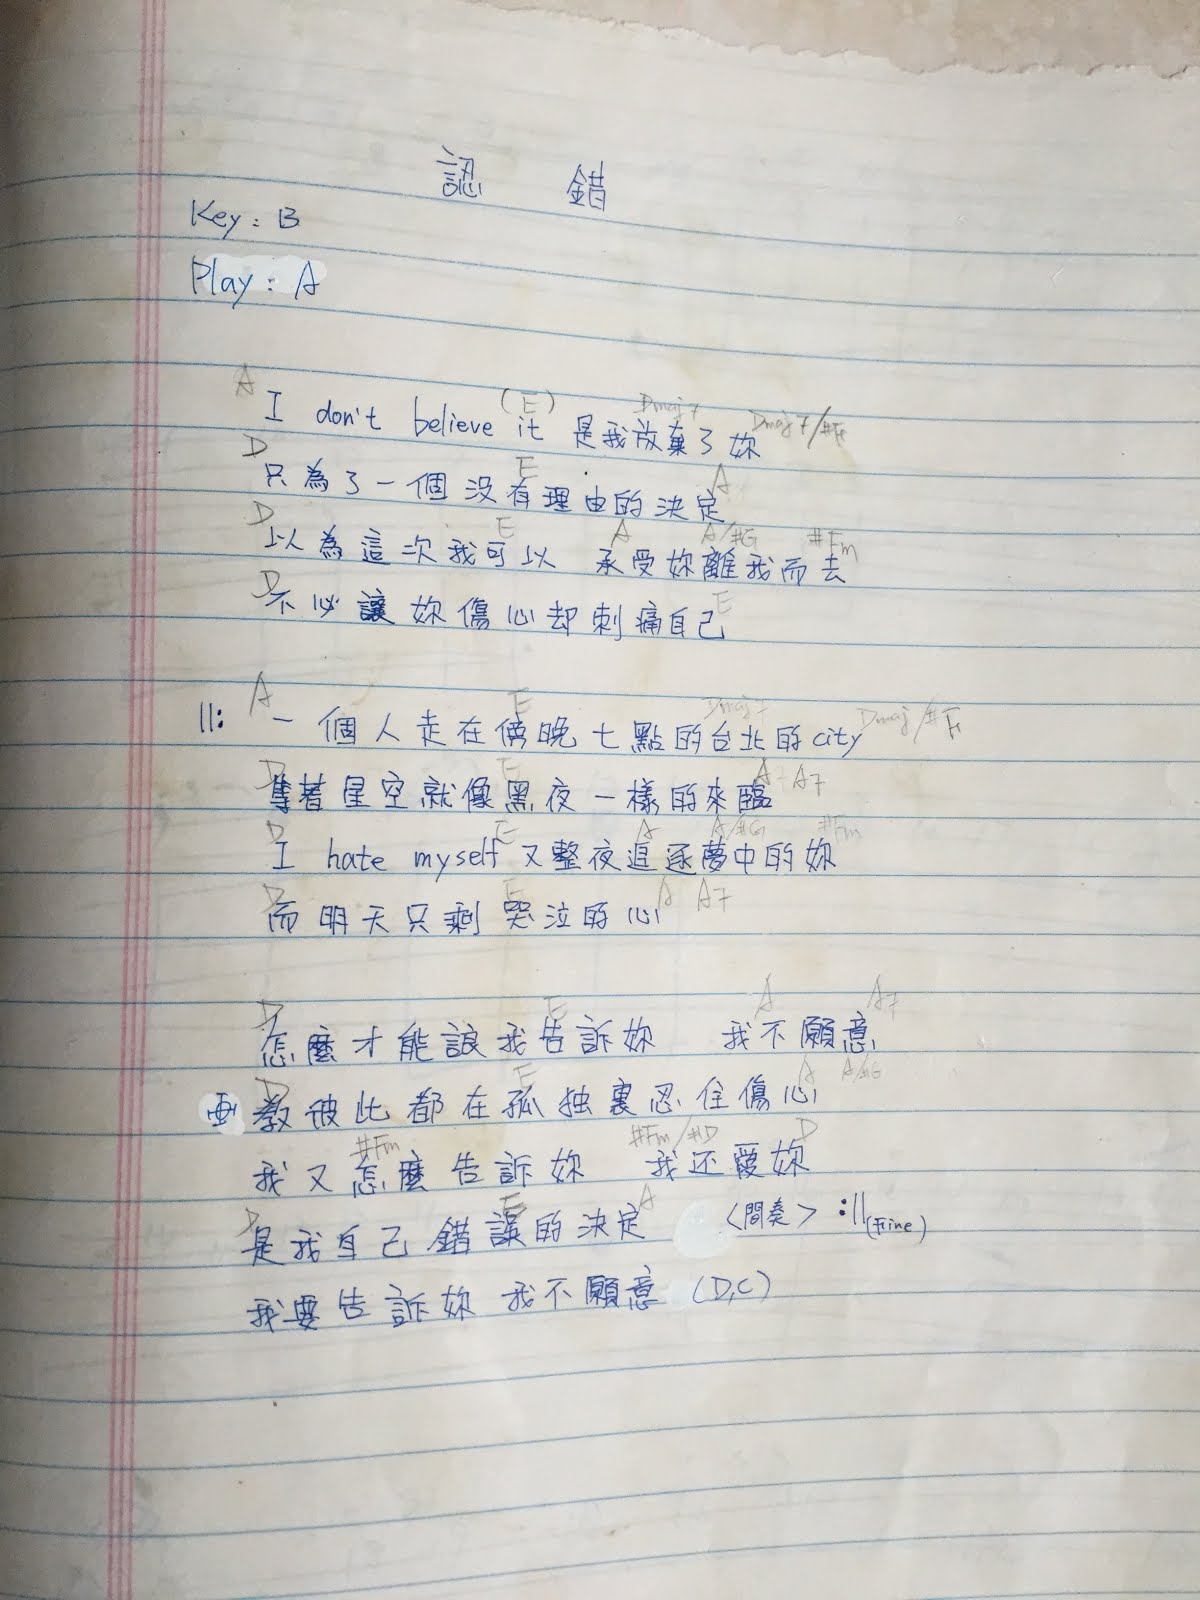 認 錯
Key: B
Play: A
A (E) Dmaj7 Dmaj7/#F
I don't believe it 是我放棄了妳
D E A
只為了一個沒有理由的決定
D E A A/#G #Fm
以為這次我可以 承受妳離我而去
D E
不必讓妳傷心却刺痛自己
A E Dmaj7 Dmaj/#F
||: 一個人走在傍晚七點的台北的city
D E A A7
等著星空就像黑夜一樣的來臨
D E A A/#G #Fm
I hate myself 又整夜追逐夢中的妳
D E A A7
而明天只剩哭泣的心
D E A A7
怎麼才能讓我告訴妳 我不願意
D E A A/#G
教彼此都在孤独裏忍住傷心
#Fm #Fm/#D D
我又怎麼告訴妳 我还愛妳
D E A
是我自己錯誤的決定 <間奏> :||(Fine)
我要告訴妳 我不願意 (D,C)